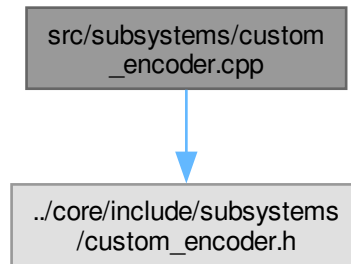 src/subsystems/custom
_encoder.cpp
../core/include/subsystems
/custom_encoder.h